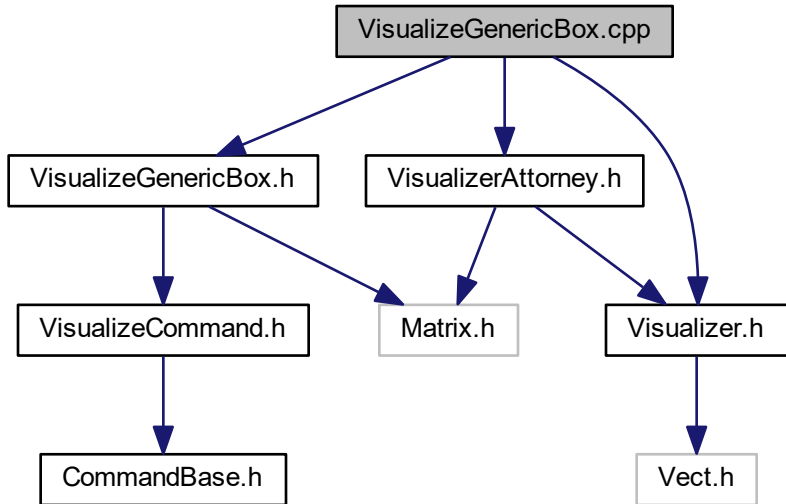 VisualizeGenericBox.cpp
VisualizeGenericBox.h
VisualizerAttorney.h
VisualizeCommand.h
Matrix.h
Visualizer.h
CommandBase.h
Vect.h